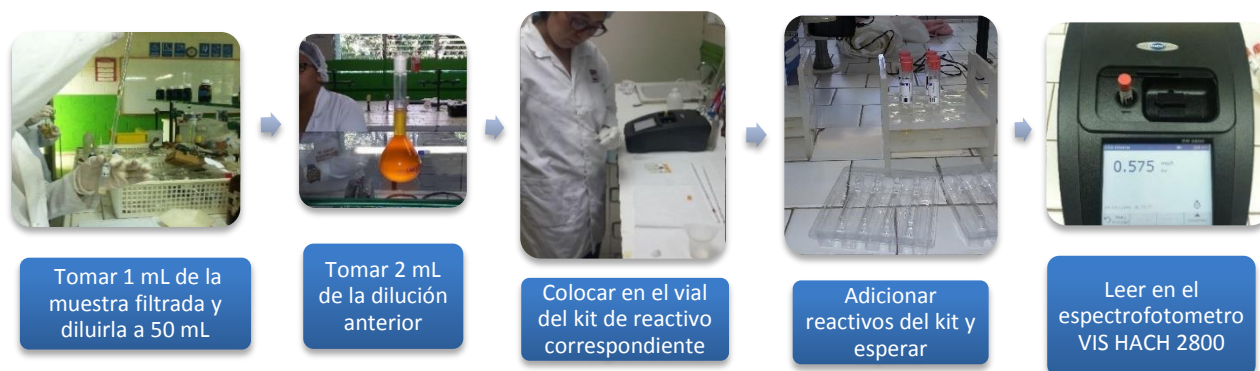 Tomar 1 mL de la
muestra filtrada y
diluirla a 50 mL
Tomar 2 mL
de la dilución
anterior
Colocar en el vial
del kit de reactivo
correspondiente
Adicionar
reactivos del kit y
esperar
0.575
Leer en el
espectrofotometro
VIS HACH 2800